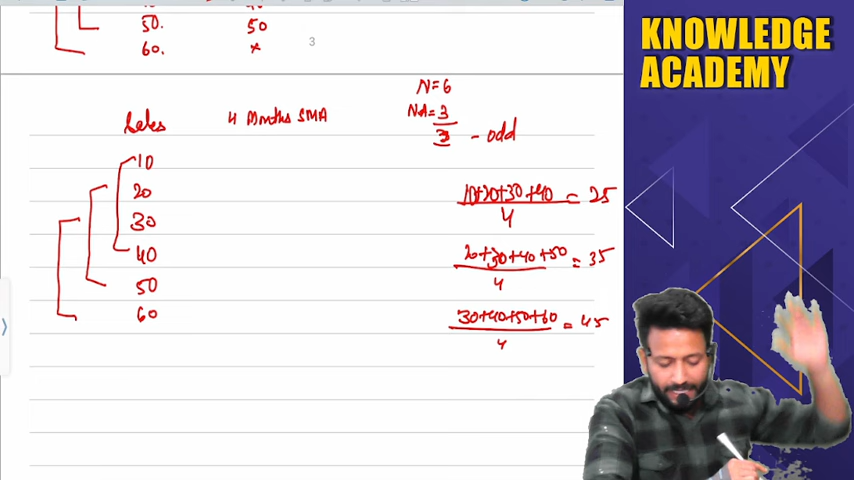 50. 50
60. *
3
N=6
NA=3
3 - odd
Sales 4 Months SMA
10
20
30
40
50
60
10+20+30+40 = 25
4
20+30+40+50 = 35
4
30+40+50+60 = 45
4
KNOWLEDGE
ACADEMY